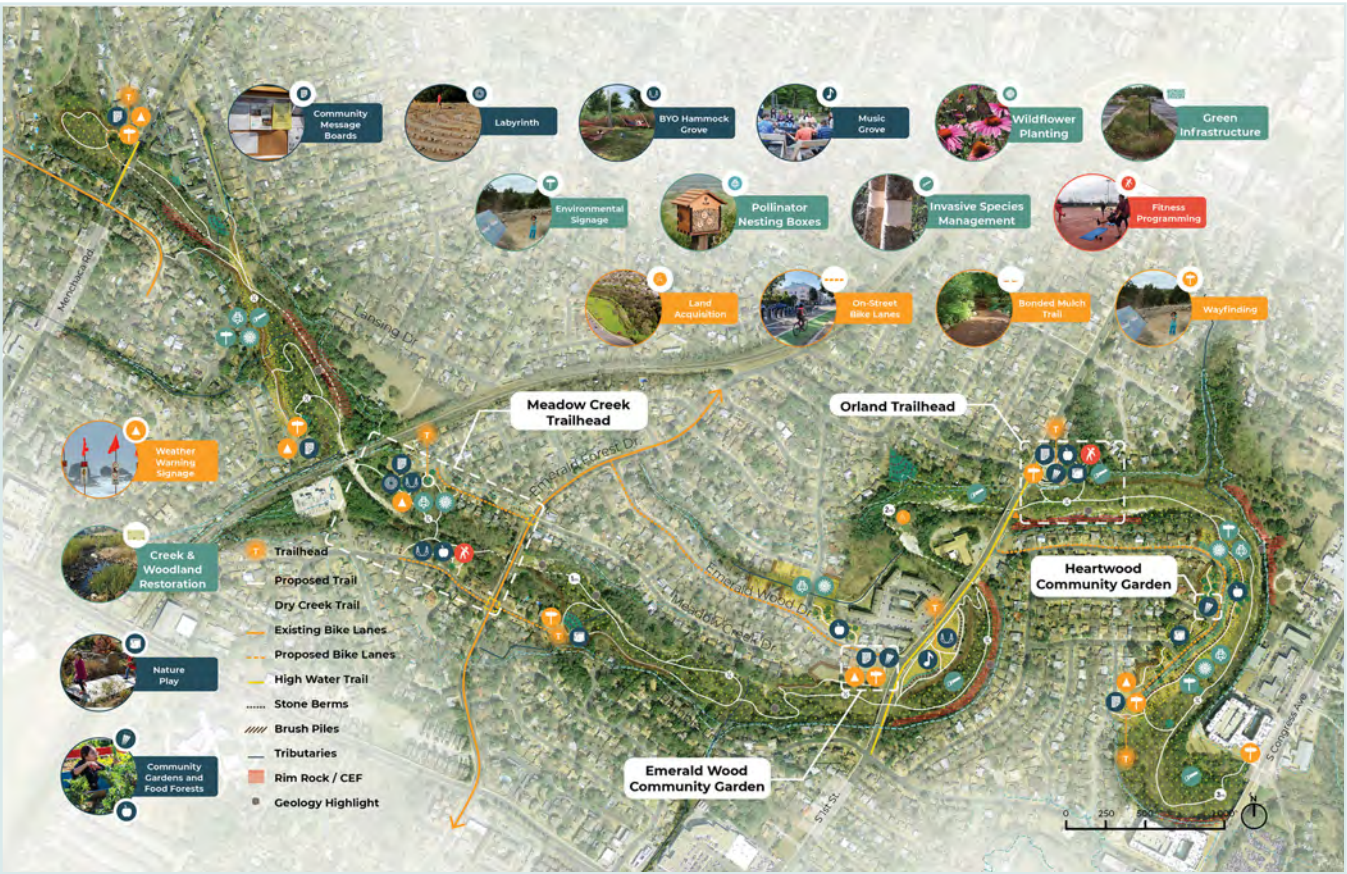 Community
Message
Boards
Labyrinth
BYO Hammock
Grove
Music
Grove
Wildflower
Planting
Green
Infrastructure
Environmental
Signage
Pollinator
Nesting Boxes
Invasive Species
Management
Fitness
Programming
Land
Acquisition
On-Street
Bike Lanes
Bonded Mulch
Trail
Wayfinding
Menchaca Rd.
Lansing Dr.
Meadow Creek
Trailhead
Orland Trailhead
Emerald Forest Dr.
Weather
Warning
Signage
Creek &
Woodland
Restoration
Nature
Play
Community
Gardens and
Food Forests
T Trailhead
Proposed Trail
Dry Creek Trail
Existing Bike Lanes
Proposed Bike Lanes
High Water Trail
Stone Berms
Brush Piles
Tributaries
Rim Rock / CEF
Geology Highlight
Emerald Wood Dr.
Meadow Creek Dr.
Heartwood
Community Garden
Emerald Wood
Community Garden
S 1st St.
S Congress Ave
N
0 250 500 1,000